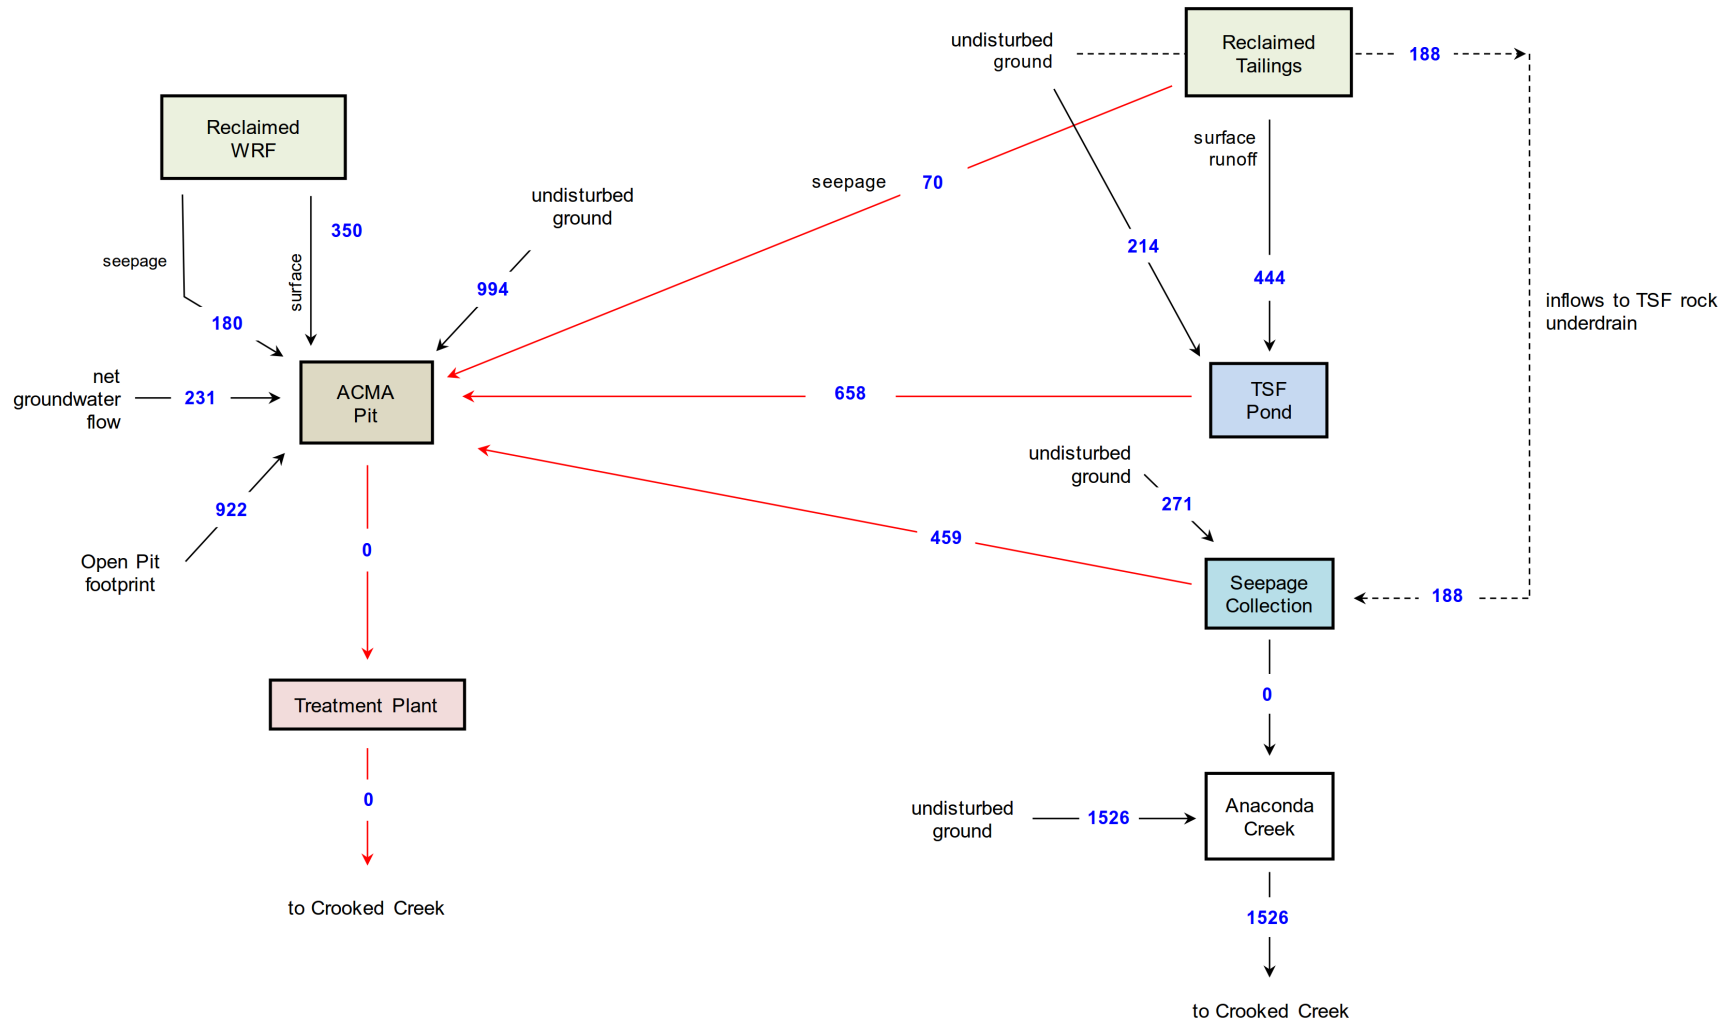 undisturbed
ground
Reclaimed
Tailings
188
Reclaimed
WRF
surface
runoff
seepage
70
undisturbed
ground
350
214
seepage
surface
994
444
180
inflows to TSF rock
underdrain
net
groundwater
flow
231
ACMA
Pit
658
TSF
Pond
undisturbed
ground
271
922
459
0
Open Pit
footprint
Seepage
Collection
188
0
Treatment Plant
0
undisturbed
ground
1526
Anaconda
Creek
to Crooked Creek
1526
to Crooked Creek